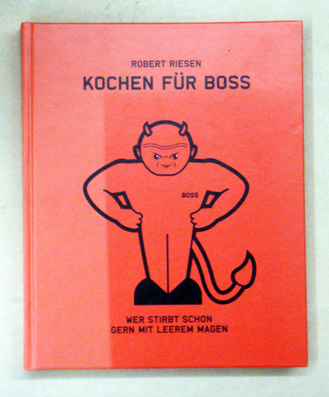 ROBERT RIESEN
KOCHEN FÜR BOSS
BOSS
WER STIRBT SCHON
GERN MIT LEEREM MAGEN